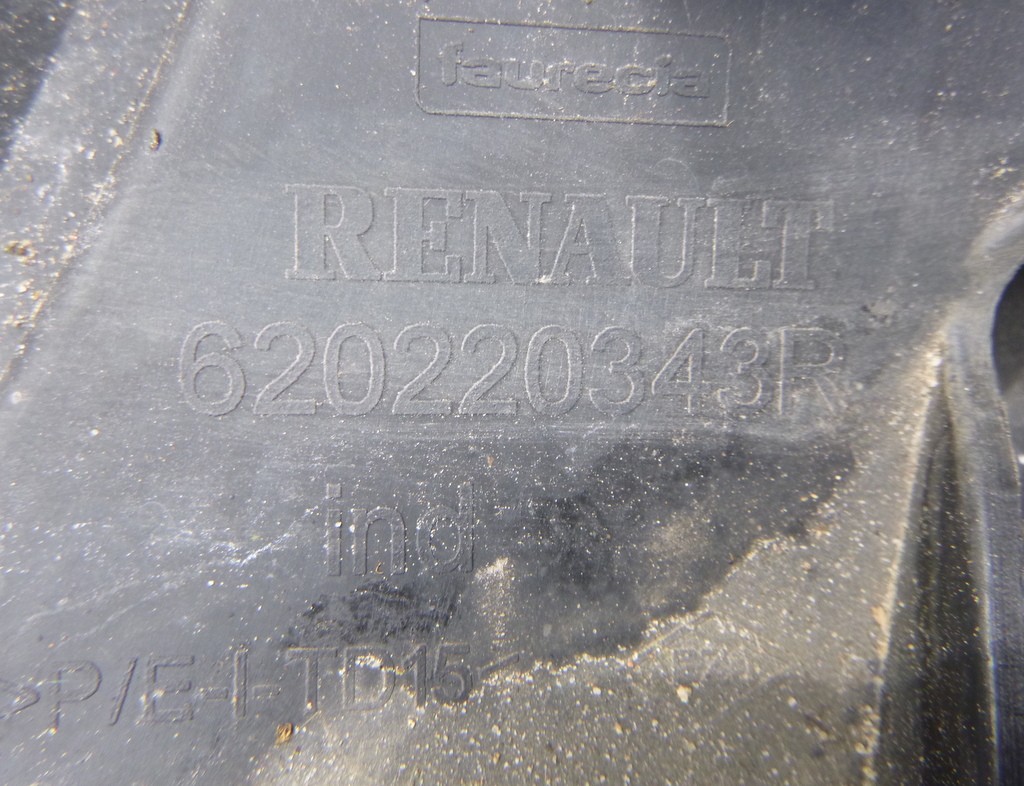 faurecia
RENAULT
620220343R
ind
>P/E-I-TD15<